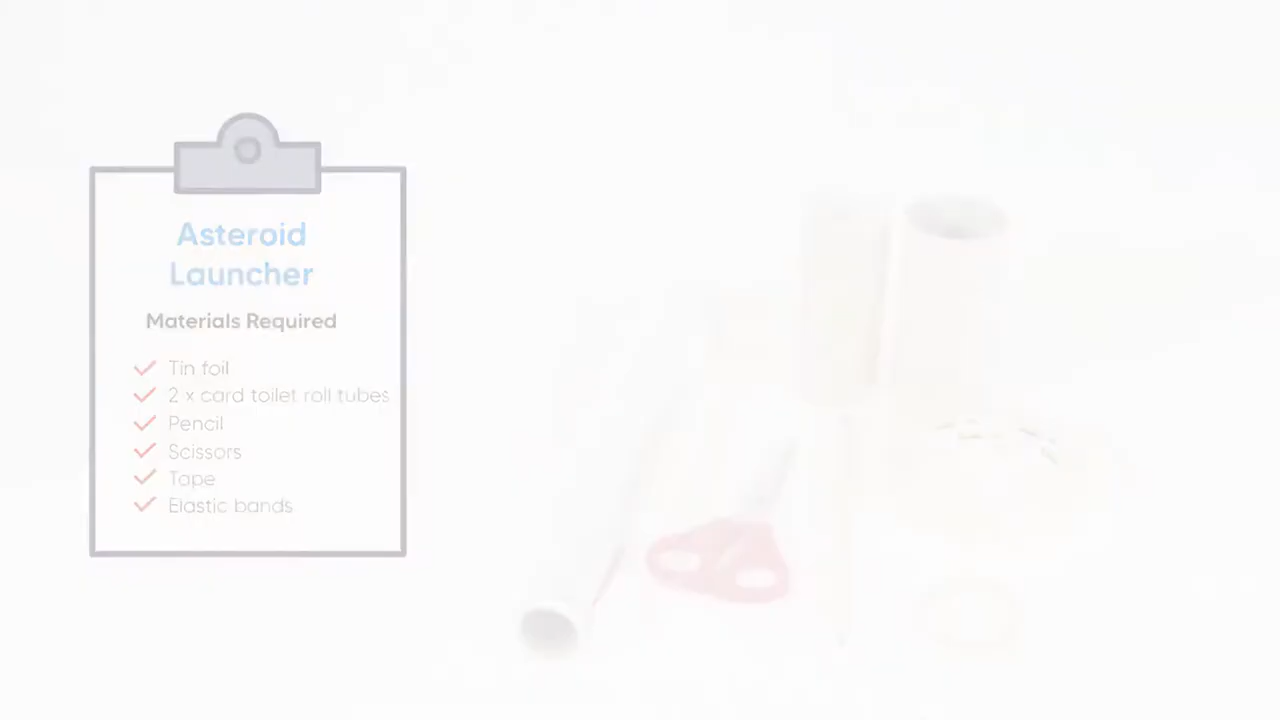 Asteroid
Launcher
Materials Required
Tin foil
2 x card toilet roll tubes
Pencil
Scissors
Tape
Elastic bands